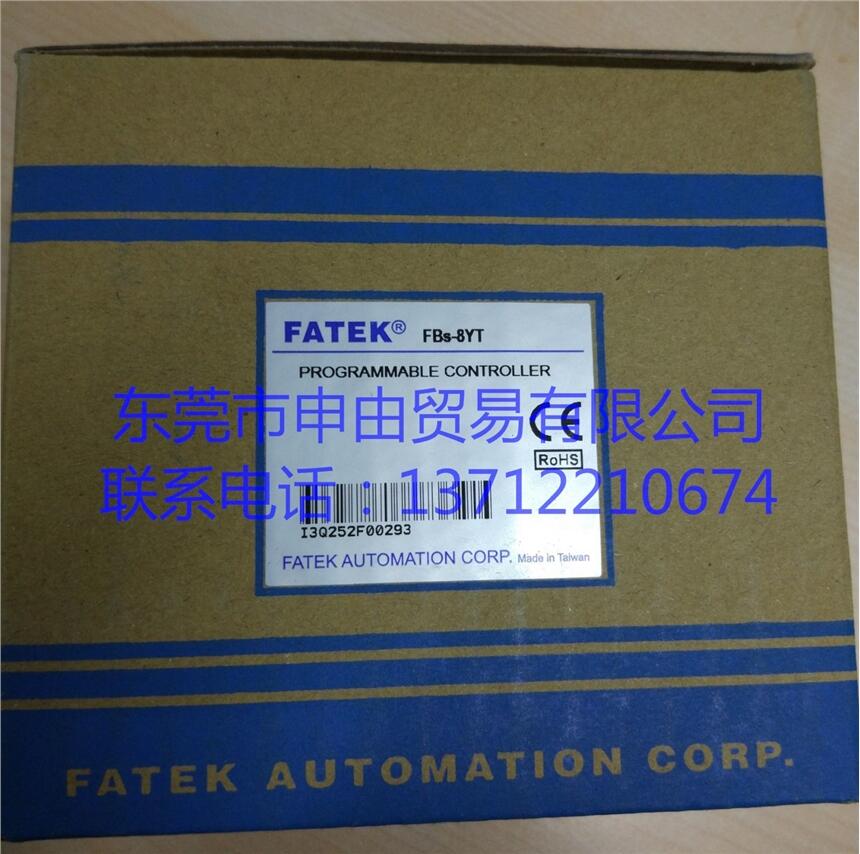 FATEK® FBs-8YT
PROGRAMMABLE CONTROLLER
东莞市申由贸易有限公司
CE
RoHS
联系电话：13712210674
I3Q252F00293
FATEK AUTOMATION CORP. Made in Taiwan
FATEK AUTOMATION CORP.